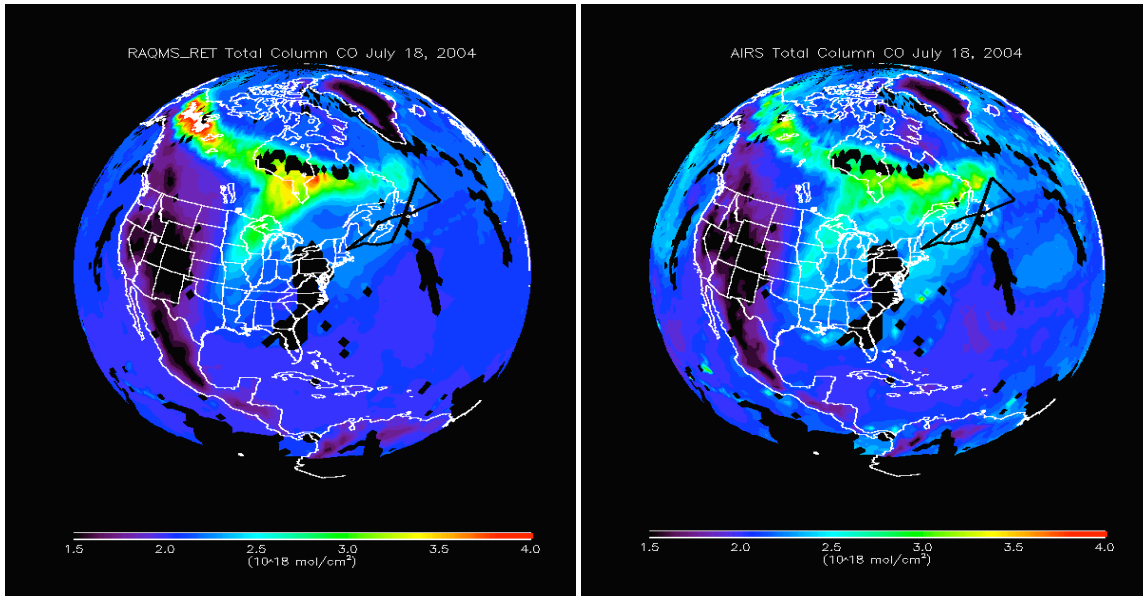 RAQMS_RET Total Column CO July 18, 2004
1.5 2.0 2.5 3.0 3.5 4.0
(10^18 mol/cm²)
AIRS Total Column CO July 18, 2004
1.5 2.0 2.5 3.0 3.5 4.0
(10^18 mol/cm²)